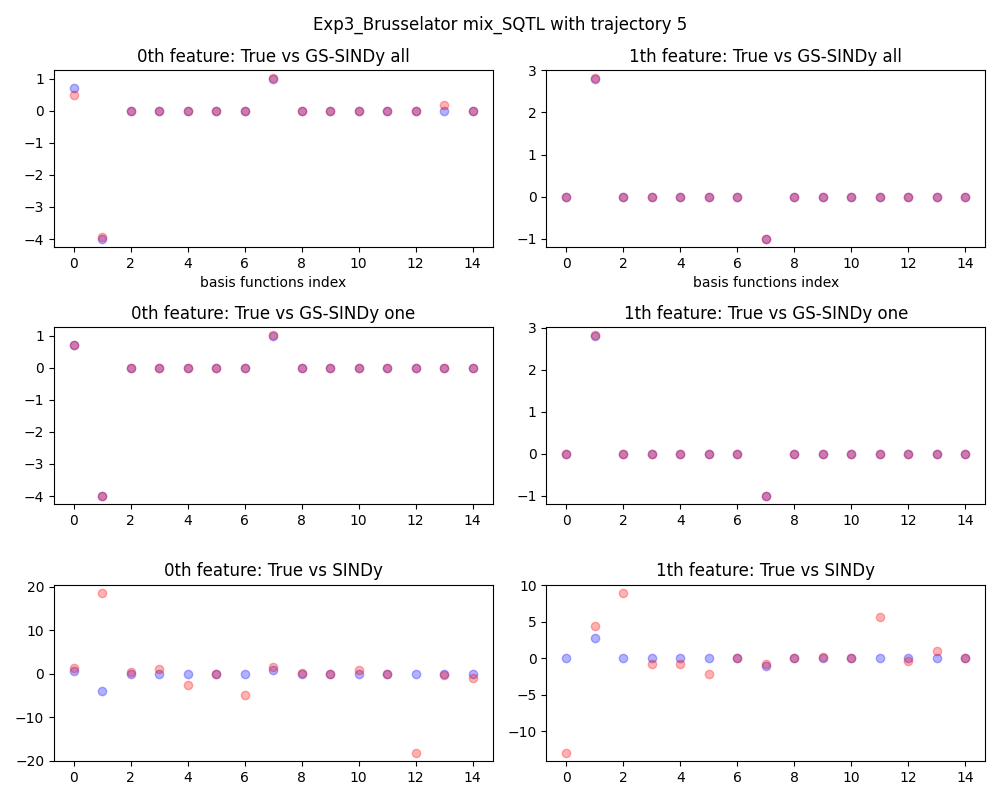 Exp3_Brusselator mix_SQTL with trajectory 5
0th feature: True vs GS-SINDy all
1
0
−1
−2
−3
−4
0 2 4 6 8 10 12 14
basis functions index
1th feature: True vs GS-SINDy all
3
2
1
0
−1
0 2 4 6 8 10 12 14
basis functions index
0th feature: True vs GS-SINDy one
1
0
−1
−2
−3
−4
0 2 4 6 8 10 12 14
1th feature: True vs GS-SINDy one
3
2
1
0
−1
0 2 4 6 8 10 12 14
0th feature: True vs SINDy
20
10
0
−10
−20
0 2 4 6 8 10 12 14
1th feature: True vs SINDy
10
5
0
−5
−10
0 2 4 6 8 10 12 14